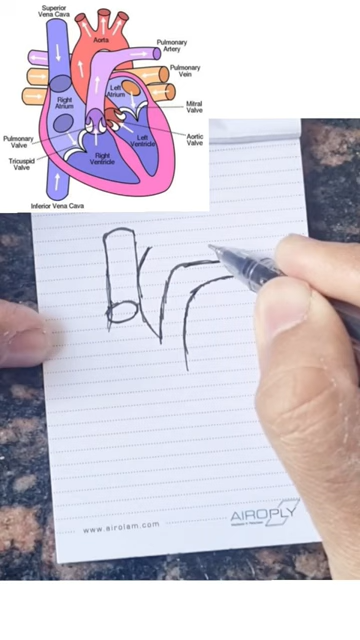 Superior
Vena Cava
Aorta
Pulmonary
Artery
Pulmonary
Vein
Left
Atrium
Right
Atrium
Mitral
Valve
Pulmonary
Valve
Left
Ventricle
Aortic
Valve
Tricuspid
Valve
Right
Ventricle
Inferior Vena Cava
www.airolam.com
AIROPLY